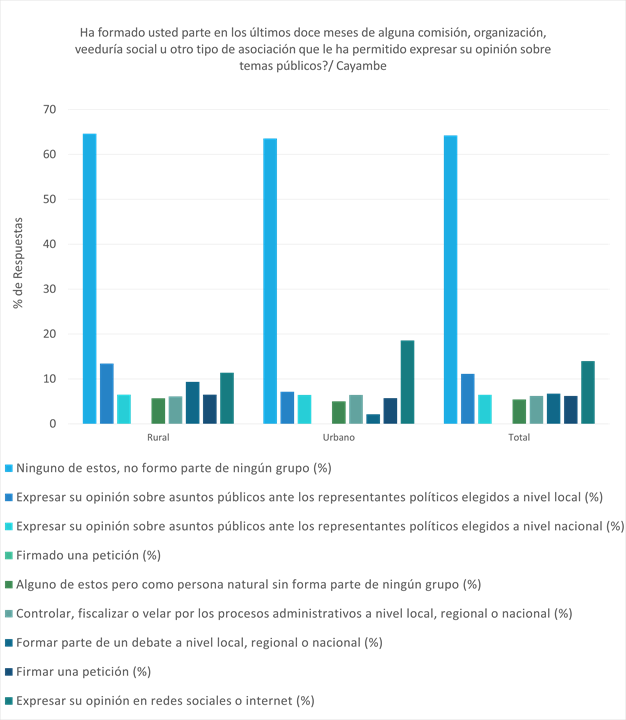 Ha formado usted parte en los últimos doce meses de alguna comisión, organización,
veeduría social u otro tipo de asociación que le ha permitido expresar su opinión sobre
temas públicos?/ Cayambe
70
60
50
40
30
20
10
0
% de Respuestas
Rural
Urbano
Total
Ninguno de estos, no formo parte de ningún grupo (%)
Expresar su opinión sobre asuntos públicos ante los representantes políticos elegidos a nivel local (%)
Expresar su opinión sobre asuntos públicos ante los representantes políticos elegidos a nivel nacional (%)
Firmado una petición (%)
Alguno de estos pero como persona natural sin forma parte de ningún grupo (%)
Controlar, fiscalizar o velar por los procesos administrativos a nivel local, regional o nacional (%)
Formar parte de un debate a nivel local, regional o nacional (%)
Firmar una petición (%)
Expresar su opinión en redes sociales o internet (%)